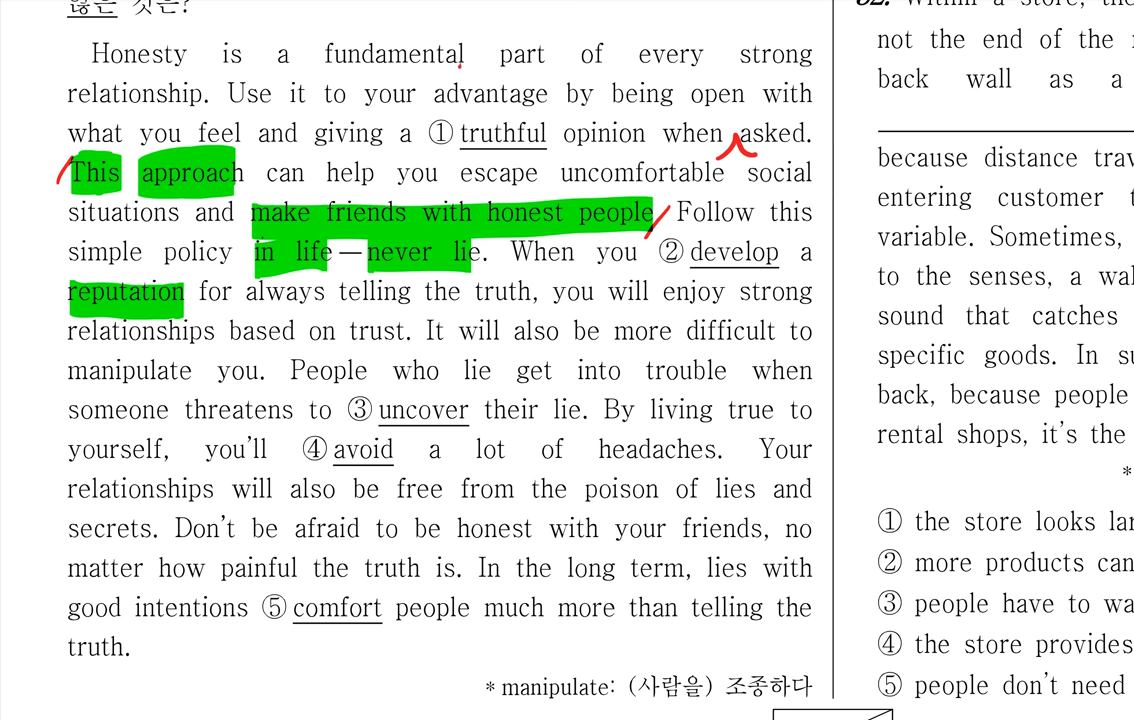 않은 것은?
Honesty is a fundamental part of every strong
relationship. Use it to your advantage by being open with
what you feel and giving a ① truthful opinion when asked.
This approach can help you escape uncomfortable social
situations and make friends with honest people. Follow this
simple policy in life—never lie. When you ② develop a
reputation for always telling the truth, you will enjoy strong
relationships based on trust. It will also be more difficult to
manipulate you. People who lie get into trouble when
someone threatens to ③ uncover their lie. By living true to
yourself, you'll ④ avoid a lot of headaches. Your
relationships will also be free from the poison of lies and
secrets. Don't be afraid to be honest with your friends, no
matter how painful the truth is. In the long term, lies with
good intentions ⑤ comfort people much more than telling the
truth.
* manipulate: (사람을) 조종하다
not the end of the
back wall as a
because distance trav
entering customer
variable. Sometimes,
to the senses, a wal
sound that catches
specific goods. In su
back, because people
rental shops, it's the
*
① the store looks lar
② more products can
③ people have to wa
④ the store provides
⑤ people don't need